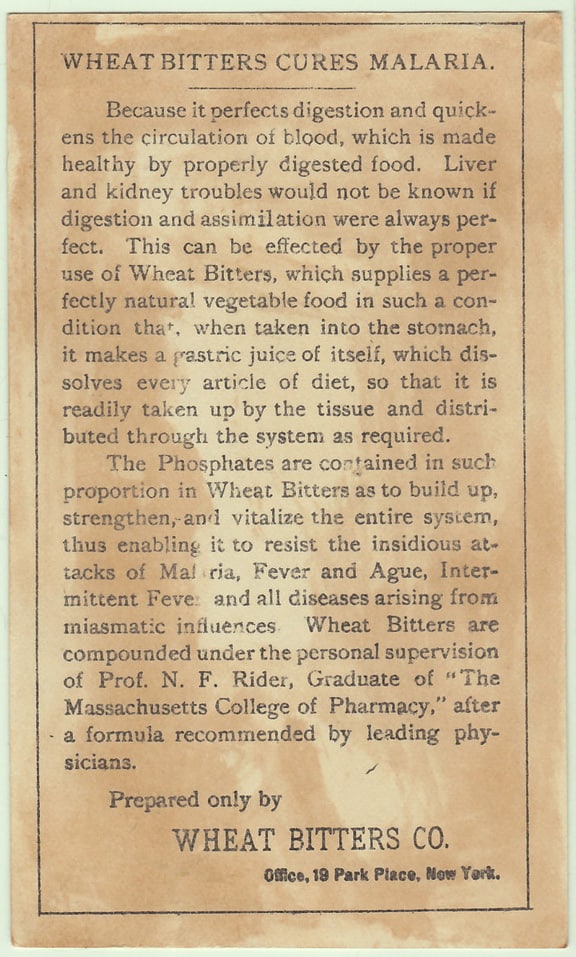 WHEAT BITTERS CURES MALARIA.
Because it perfects digestion and quick-
ens the circulation of blood, which is made
healthy by properly digested food. Liver
and kidney troubles would not be known if
digestion and assimilation were always per-
fect. This can be effected by the proper
use of Wheat Bitters, which supplies a per-
fectly natural vegetable food in such a con-
dition that, when taken into the stomach,
it makes a gastric juice of itself, which dis-
solves every article of diet, so that it is
readily taken up by the tissue and distri-
buted through the system as required.
The Phosphates are contained in such
proportion in Wheat Bitters as to build up,
strengthen, and vitalize the entire system,
thus enabling it to resist the insidious at-
tacks of Malaria, Fever and Ague, Inter-
mittent Fever and all diseases arising from
miasmatic influences Wheat Bitters are
compounded under the personal supervision
of Prof. N. F. Rider, Graduate of "The
Massachusetts College of Pharmacy," after
a formula recommended by leading phy-
sicians.
Prepared only by
WHEAT BITTERS CO.
Office, 19 Park Place, New York.